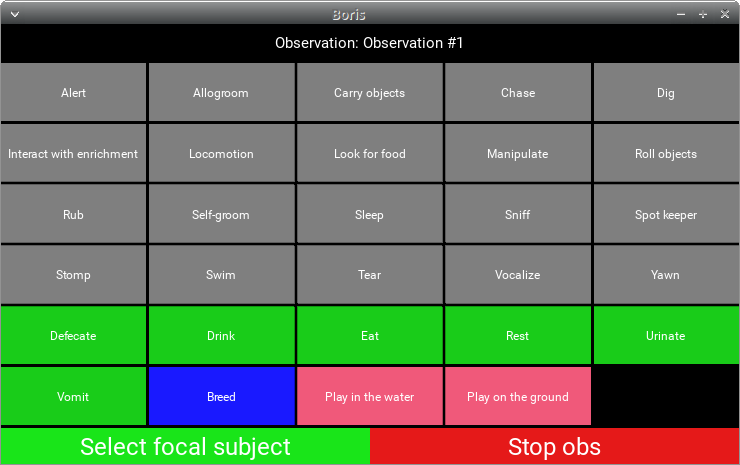 Boris
Observation: Observation #1
Alert Allogroom Carry objects Chase Dig
Interact with enrichment Locomotion Look for food Manipulate Roll objects
Rub Self-groom Sleep Sniff Spot keeper
Stomp Swim Tear Vocalize Yawn
Defecate Drink Eat Rest Urinate
Vomit Breed Play in the water Play on the ground
Select focal subject Stop obs